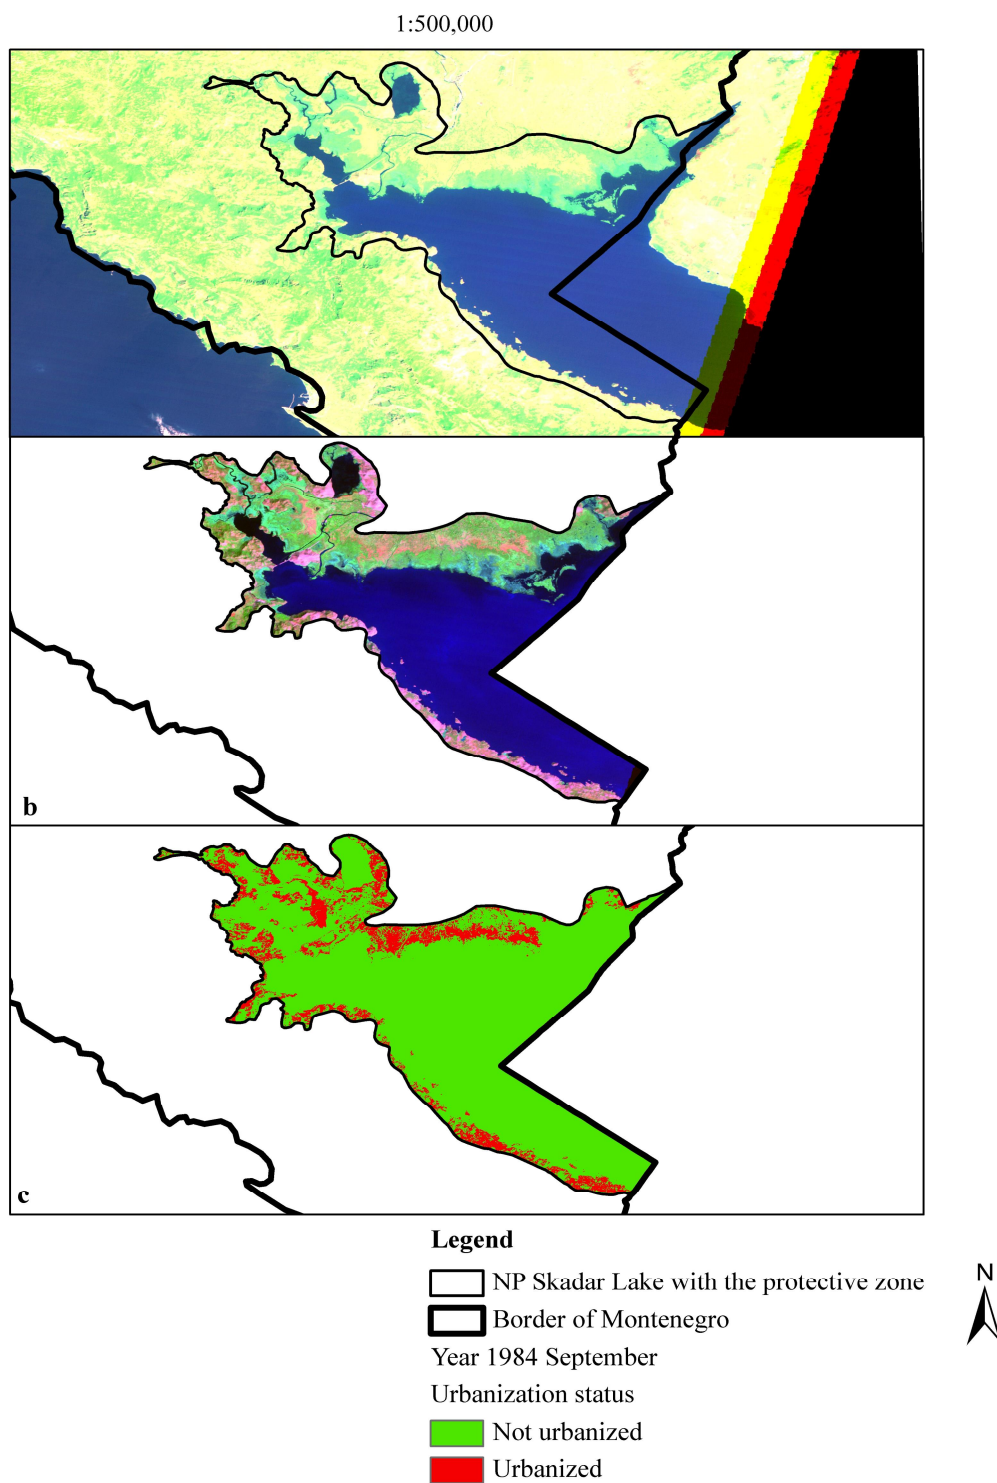 1:500,000
b
c
Legend
NP Skadar Lake with the protective zone
N
Border of Montenegro
Year 1984 September
Urbanization status
Not urbanized
Urbanized